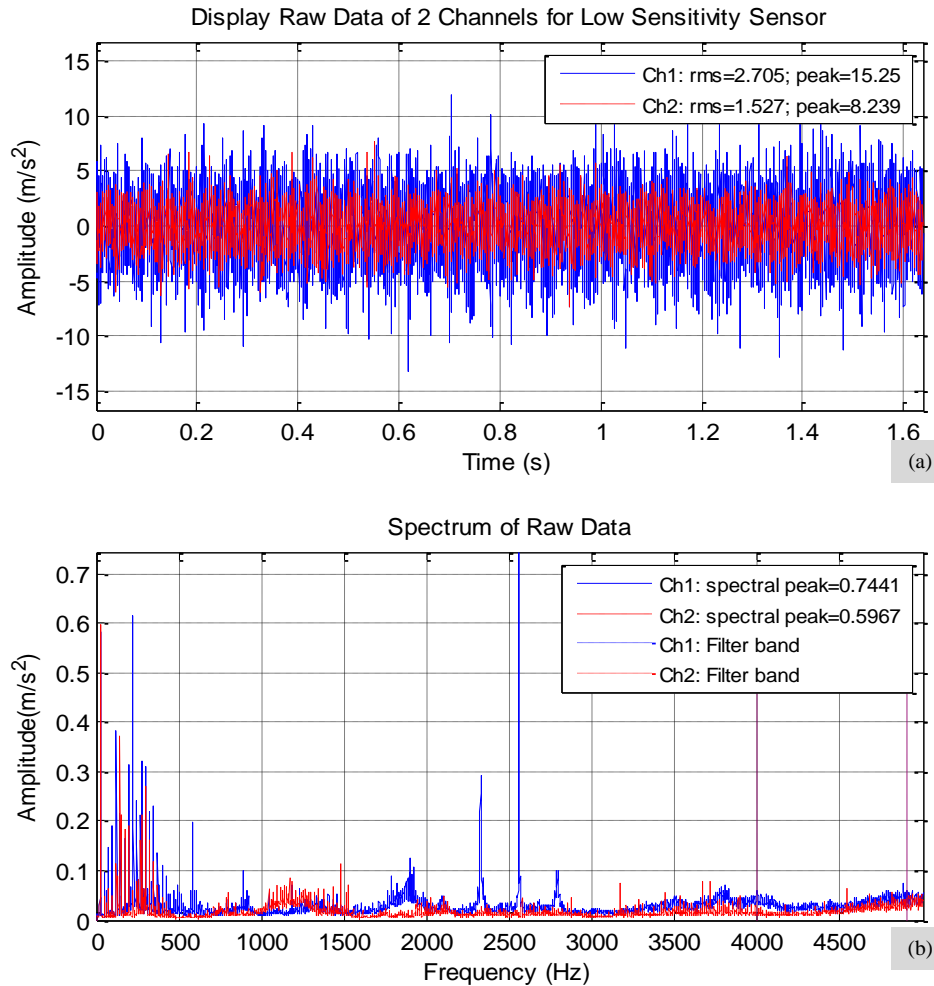 Display Raw Data of 2 Channels for Low Sensitivity Sensor
15
10
5
0
-5
-10
-15
Amplitude (m/s²)
Ch1: rms=2.705; peak=15.25
Ch2: rms=1.527; peak=8.239
0 0.2 0.4 0.6 0.8 1 1.2 1.4 1.6
Time (s)
(a)
Spectrum of Raw Data
0.7
0.6
0.5
0.4
0.3
0.2
0.1
0
Amplitude(m/s²)
Ch1: spectral peak=0.7441
Ch2: spectral peak=0.5967
Ch1: Filter band
Ch2: Filter band
0 500 1000 1500 2000 2500 3000 3500 4000 4500
Frequency (Hz)
(b)